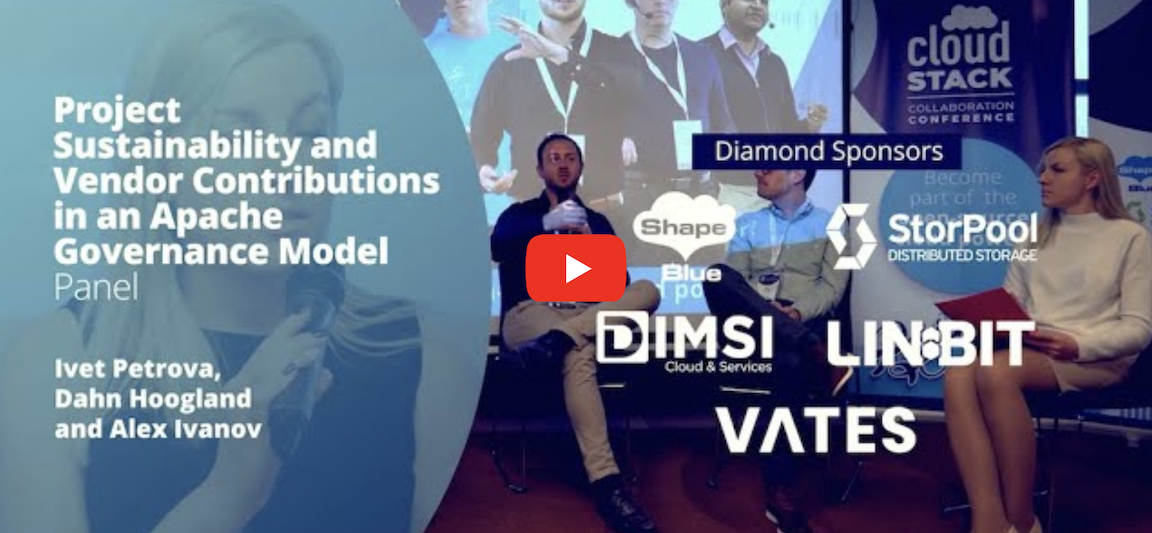 Project
Sustainability and
Vendor Contributions
in an Apache
Governance Model
Panel
Ivet Petrova,
Dahn Hoogland
and Alex Ivanov
cloud
STACK
COLLABORATION
CONFERENCE
Diamond Sponsors
Become
part of the
Shape
Blue
StorPool
DISTRIBUTED STORAGE
DIMSI
Cloud & Services
LINBIT
VATES